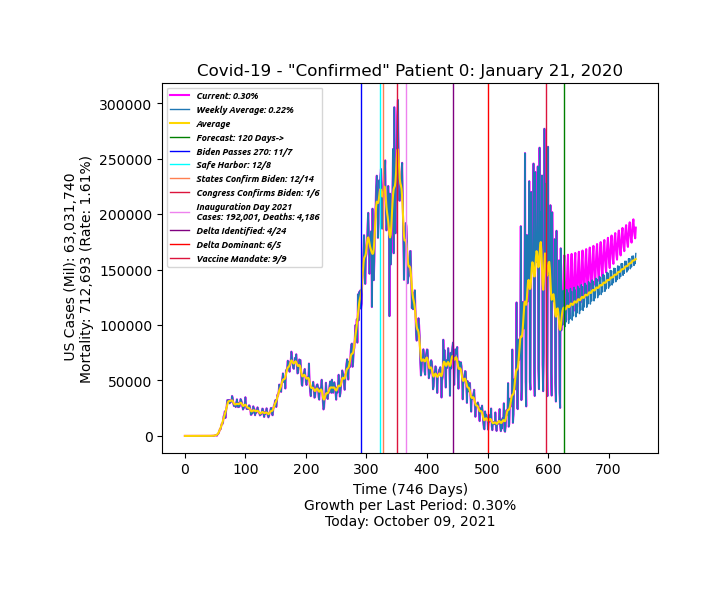 Covid-19 - "Confirmed" Patient 0: January 21, 2020
US Cases (Mil): 63,031,740
Mortality: 712,693 (Rate: 1.61%)
300000
250000
200000
150000
100000
50000
0
Current: 0.30%
Weekly Average: 0.22%
Average
Forecast: 120 Days->
Biden Passes 270: 11/7
Safe Harbor: 12/8
States Confirm Biden: 12/14
Congress Confirms Biden: 1/6
Inauguration Day 2021
Cases: 192,001, Deaths: 4,186
Delta Identified: 4/24
Delta Dominant: 6/5
Vaccine Mandate: 9/9
0 100 200 300 400 500 600 700
Time (746 Days)
Growth per Last Period: 0.30%
Today: October 09, 2021